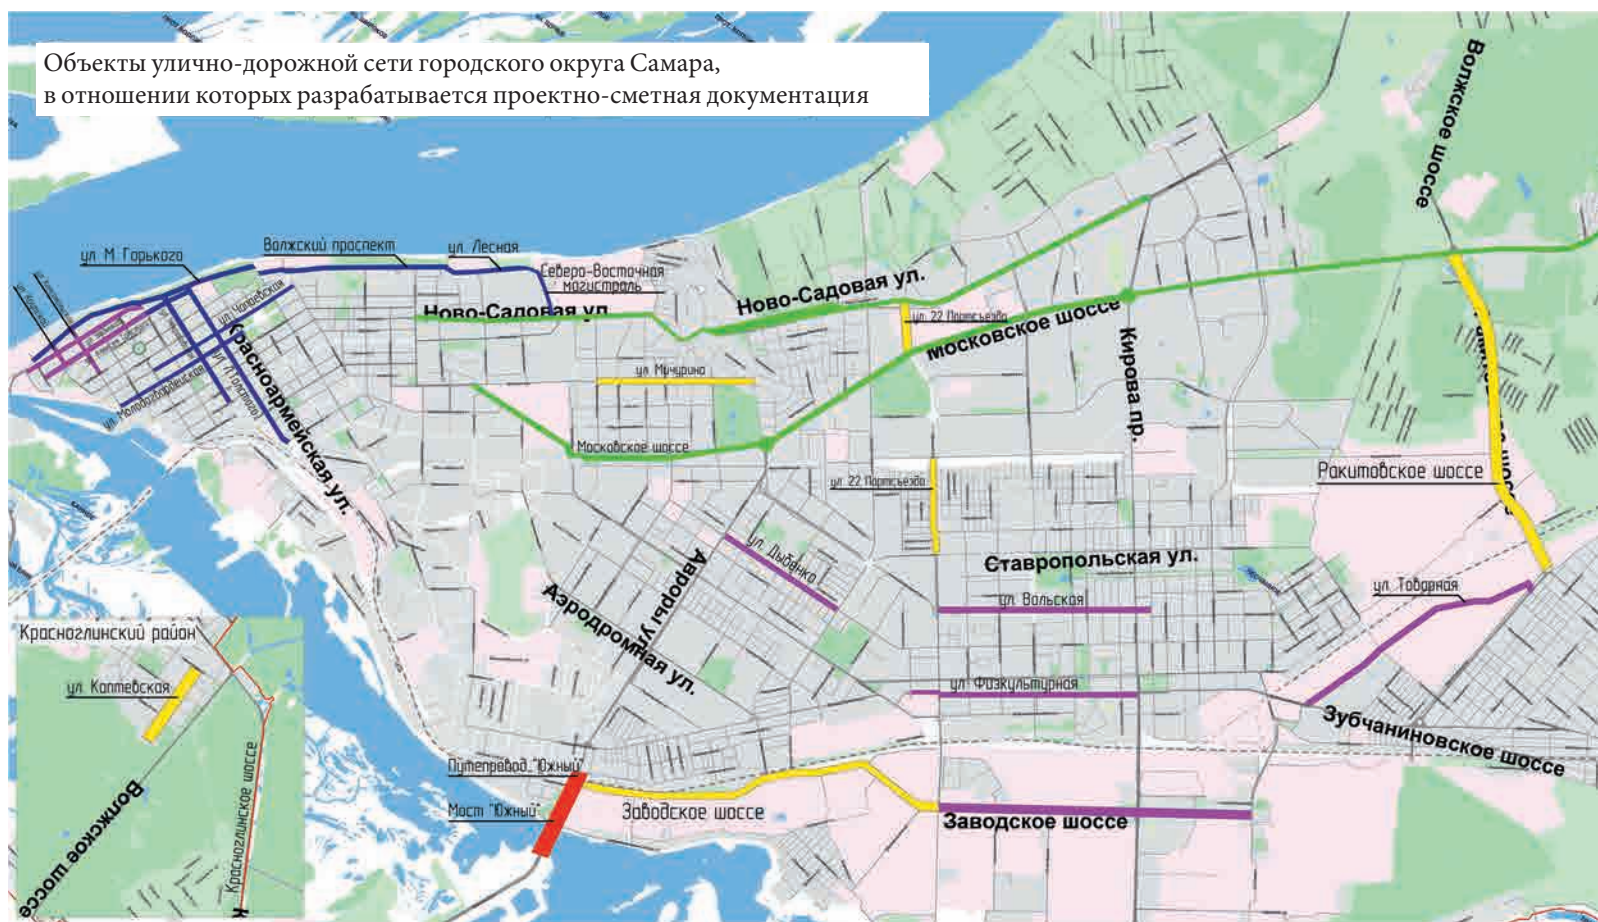 Объекты улично-дорожной сети городского округа Самара,
в отношении которых разрабатывается проектно-сметная документация
Волжское шоссе
ул. М. Горького
Волжский проспект
ул. Лесная
Северо-Восточная
магистраль
Ново-Садовая ул.
Ново-Садовая ул.
ул. 22 Партсъезда
московское шоссе
Кирова пр.
ул. Чапаевская
Красноармейская ул.
ул. Л.Толстого
ул. Молодогвардейская
ул. Мичурина
Московское шоссе
ул. 22 Партсъезда
Ракитовское шоссе
Авроры ул.
ул. Дыбенко
Ставропольская ул.
ул. Вольская
ул. Товарная
Аэродромная ул.
ул. Физкультурная
Зубчаниновское шоссе
Красноглинский район
ул. Коптевская
Волжское шоссе
Красноглинское шоссе
К
Путепровод "Южный"
Мост "Южный"
Заводское шоссе
Заводское шоссе